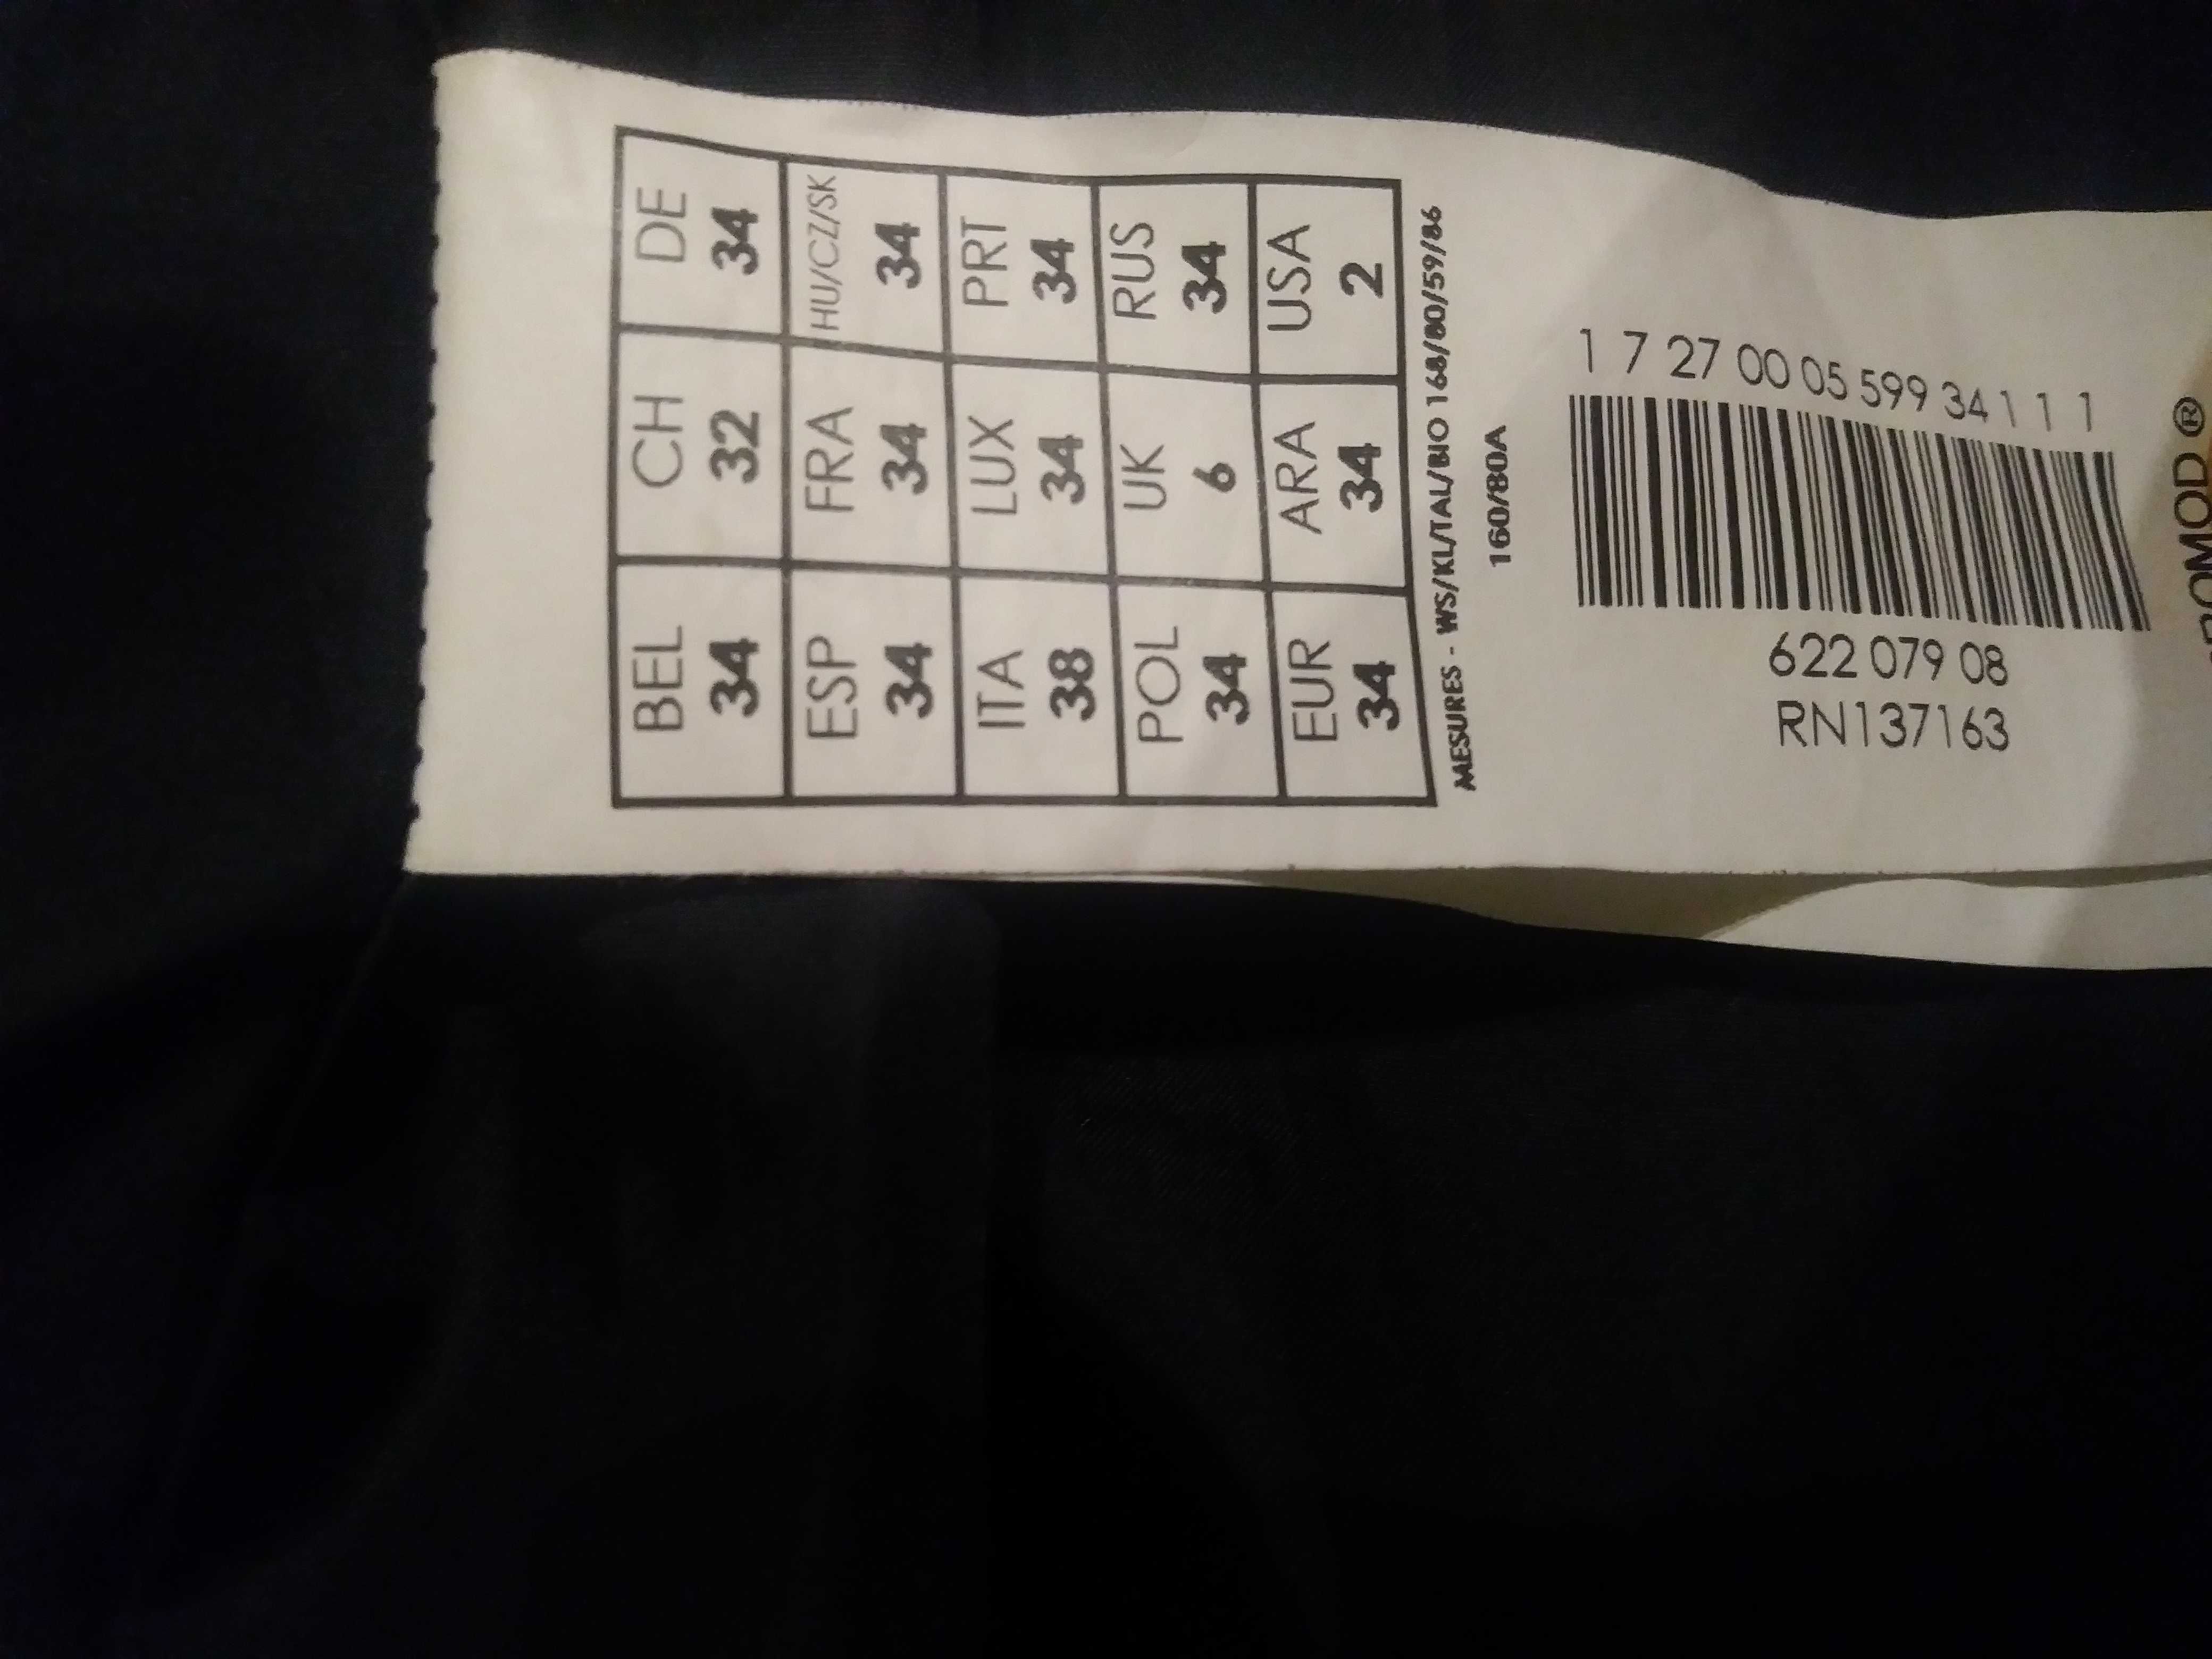 BEL CH DE
34 32 34
ESP FRA HU/CZ/SK
34 34 34
ITA LUX PRT
38 34 34
POL UK RUS
34 6 34
EUR ARA USA
34 34 2
MESURES - WS/KL/TAL/BIO 168/80/59/86
160/80A
1 7 27 00 05 599 34 1 1 1
622 079 08
RN137163